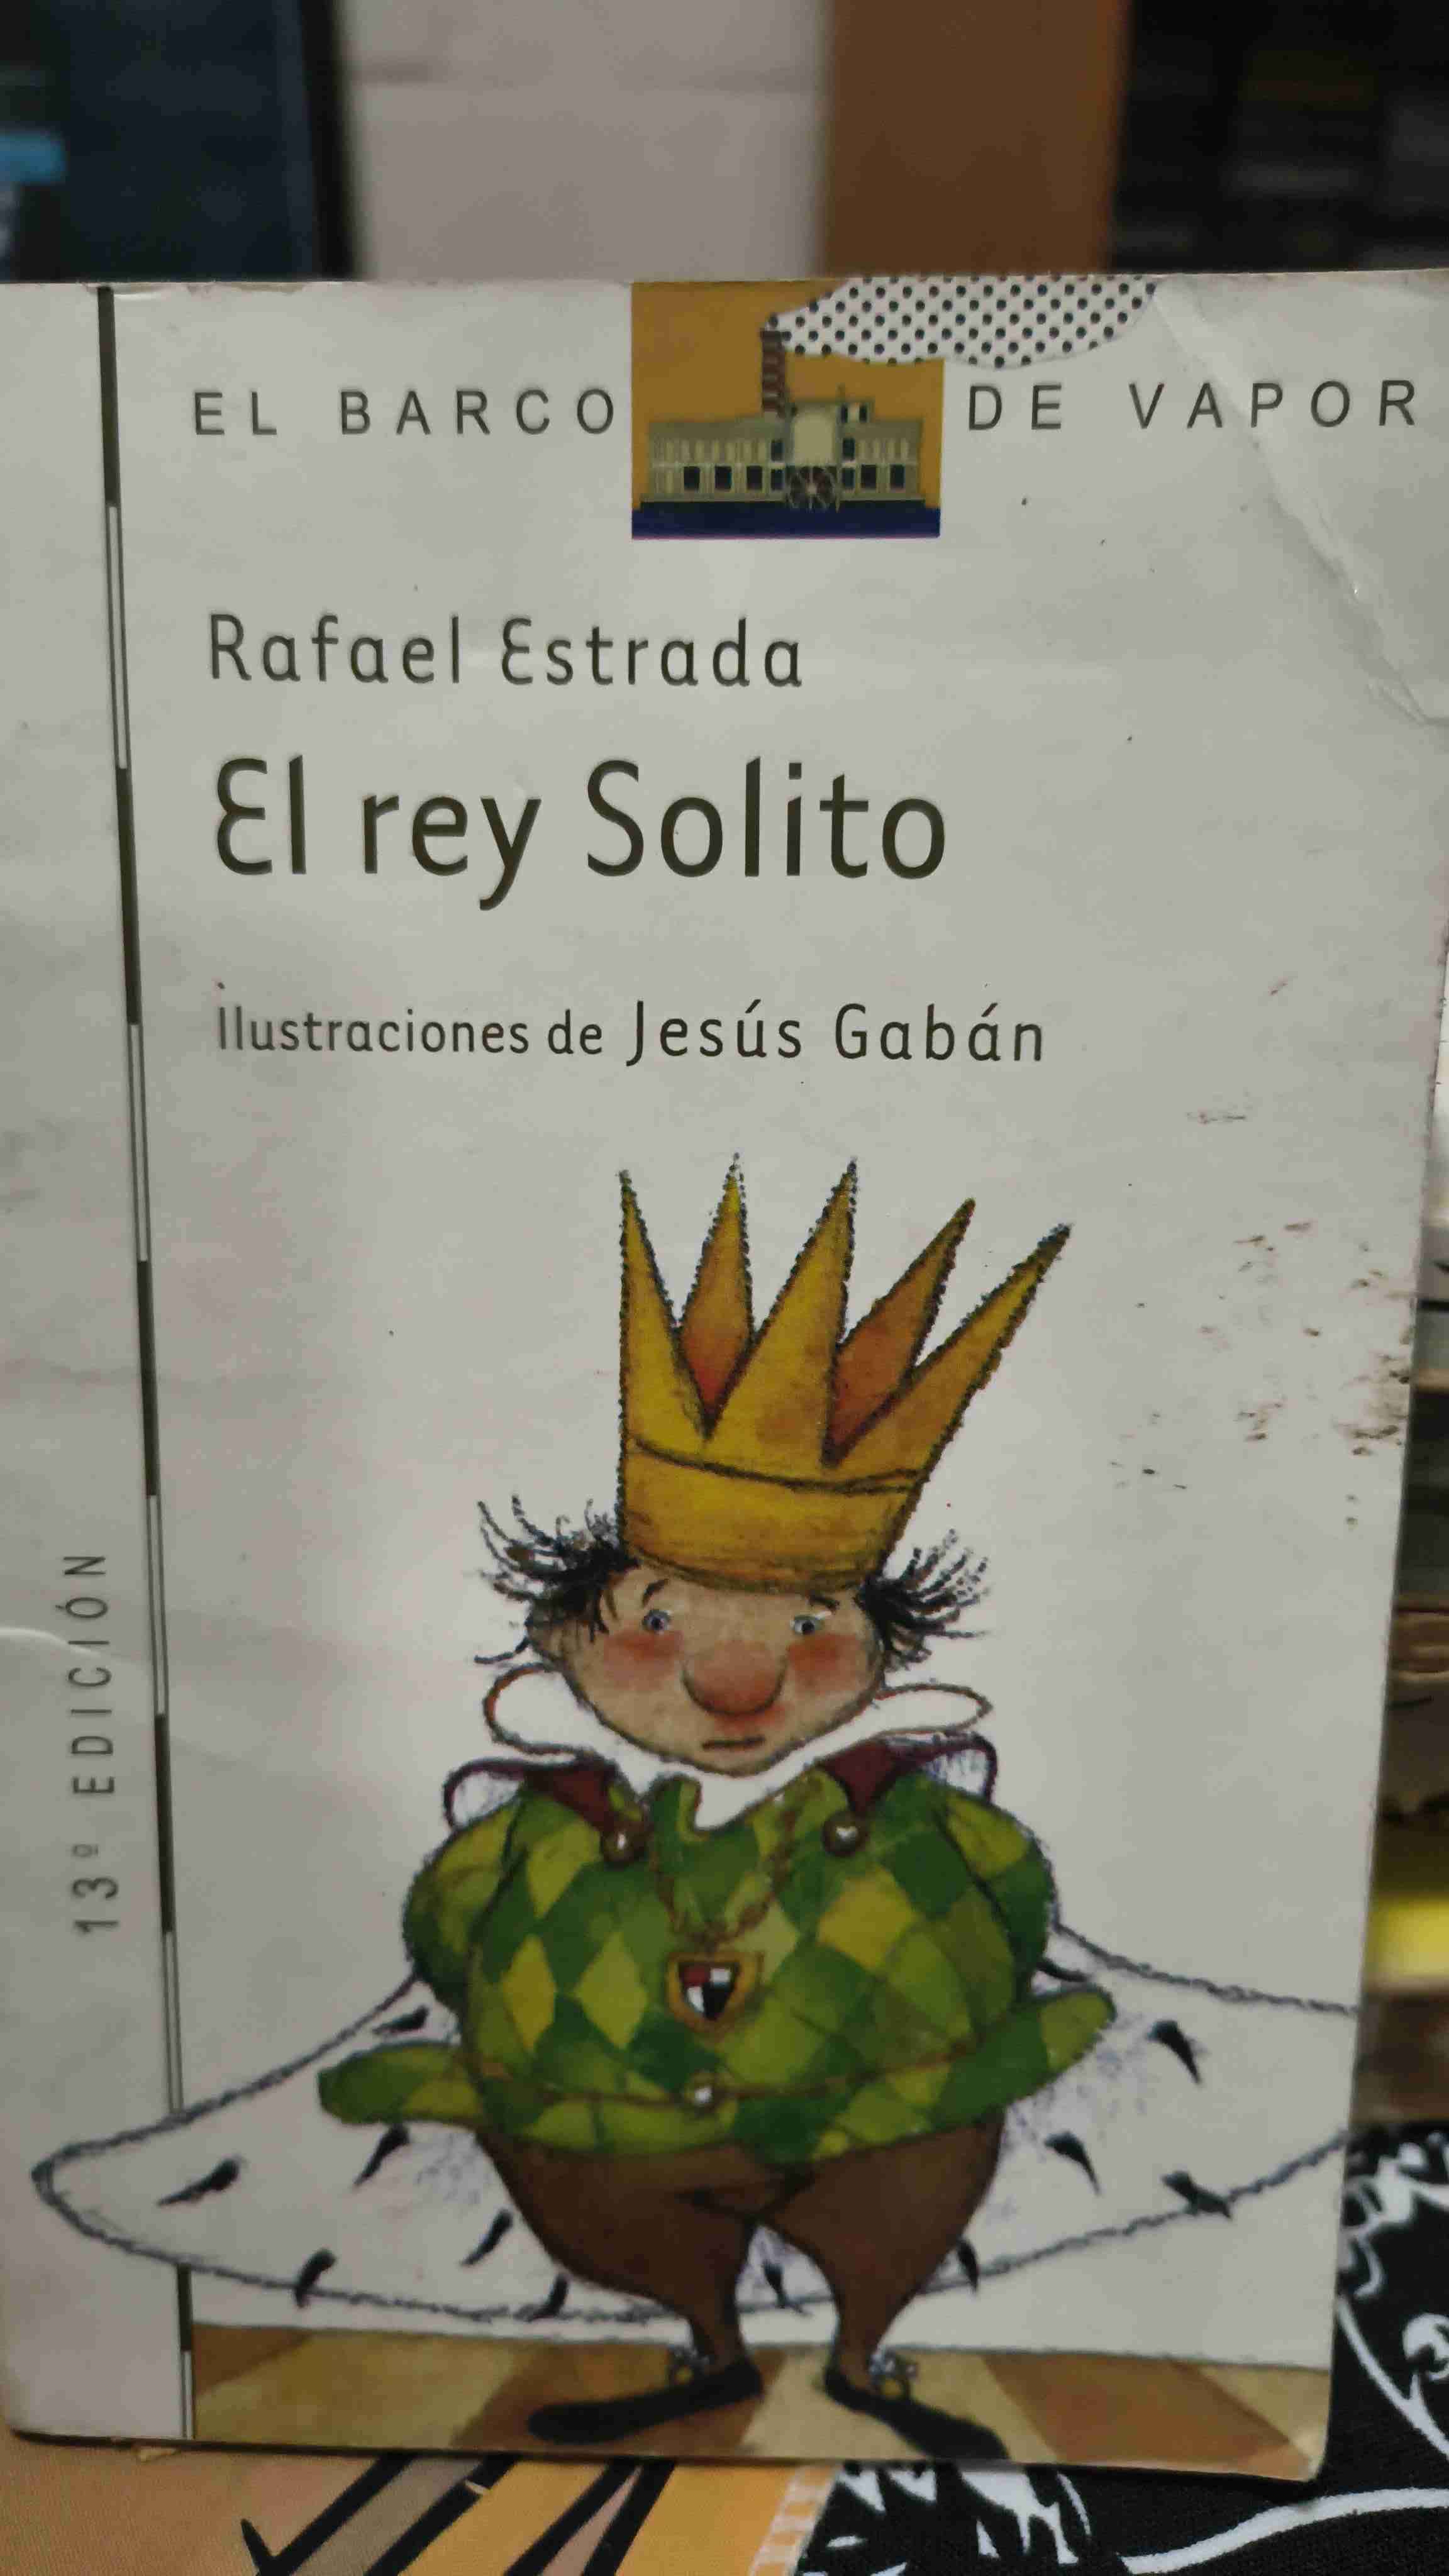 EL BARCO DE VAPOR
Rafael Estrada
El rey Solito
Ilustraciones de Jesús Gabán
13ª EDICIÓN